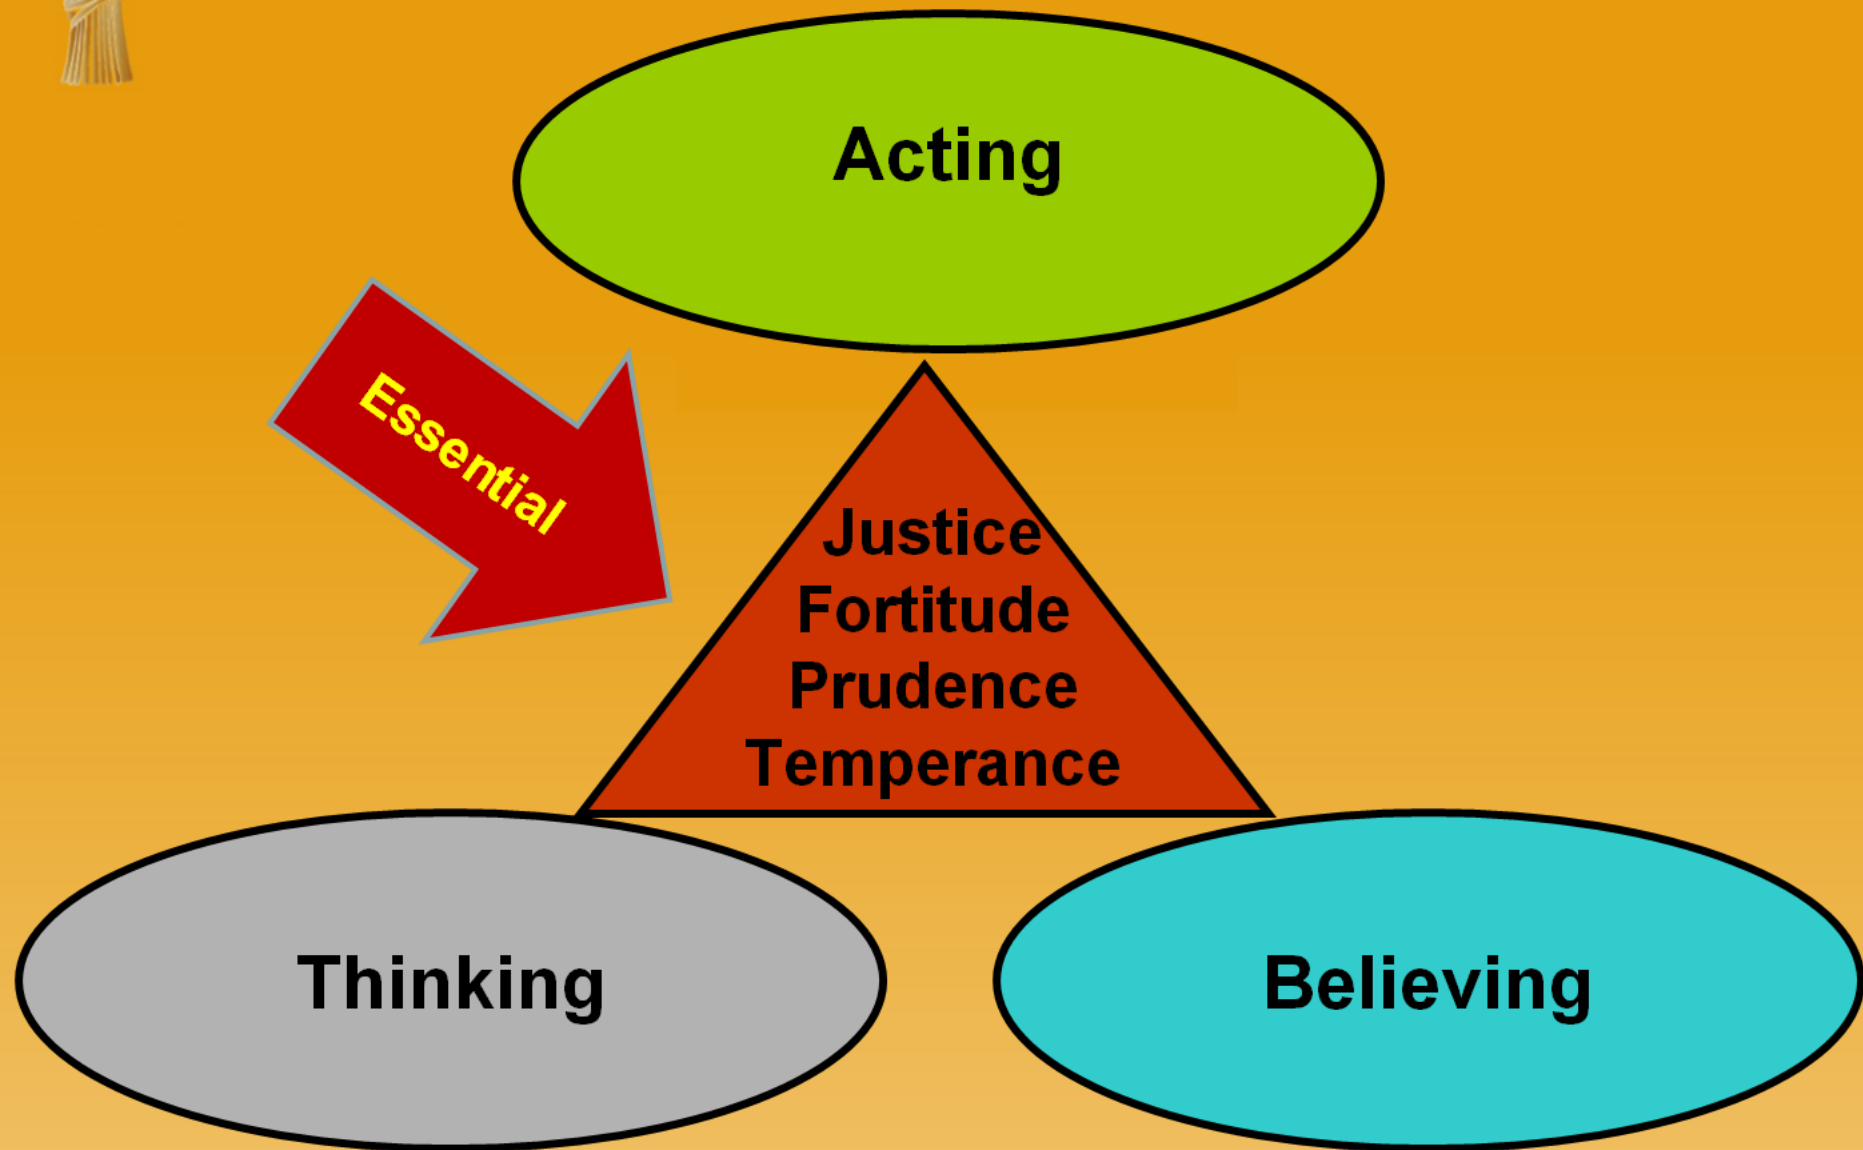 Acting
Essential
Justice
Fortitude
Prudence
Temperance
Thinking
Believing